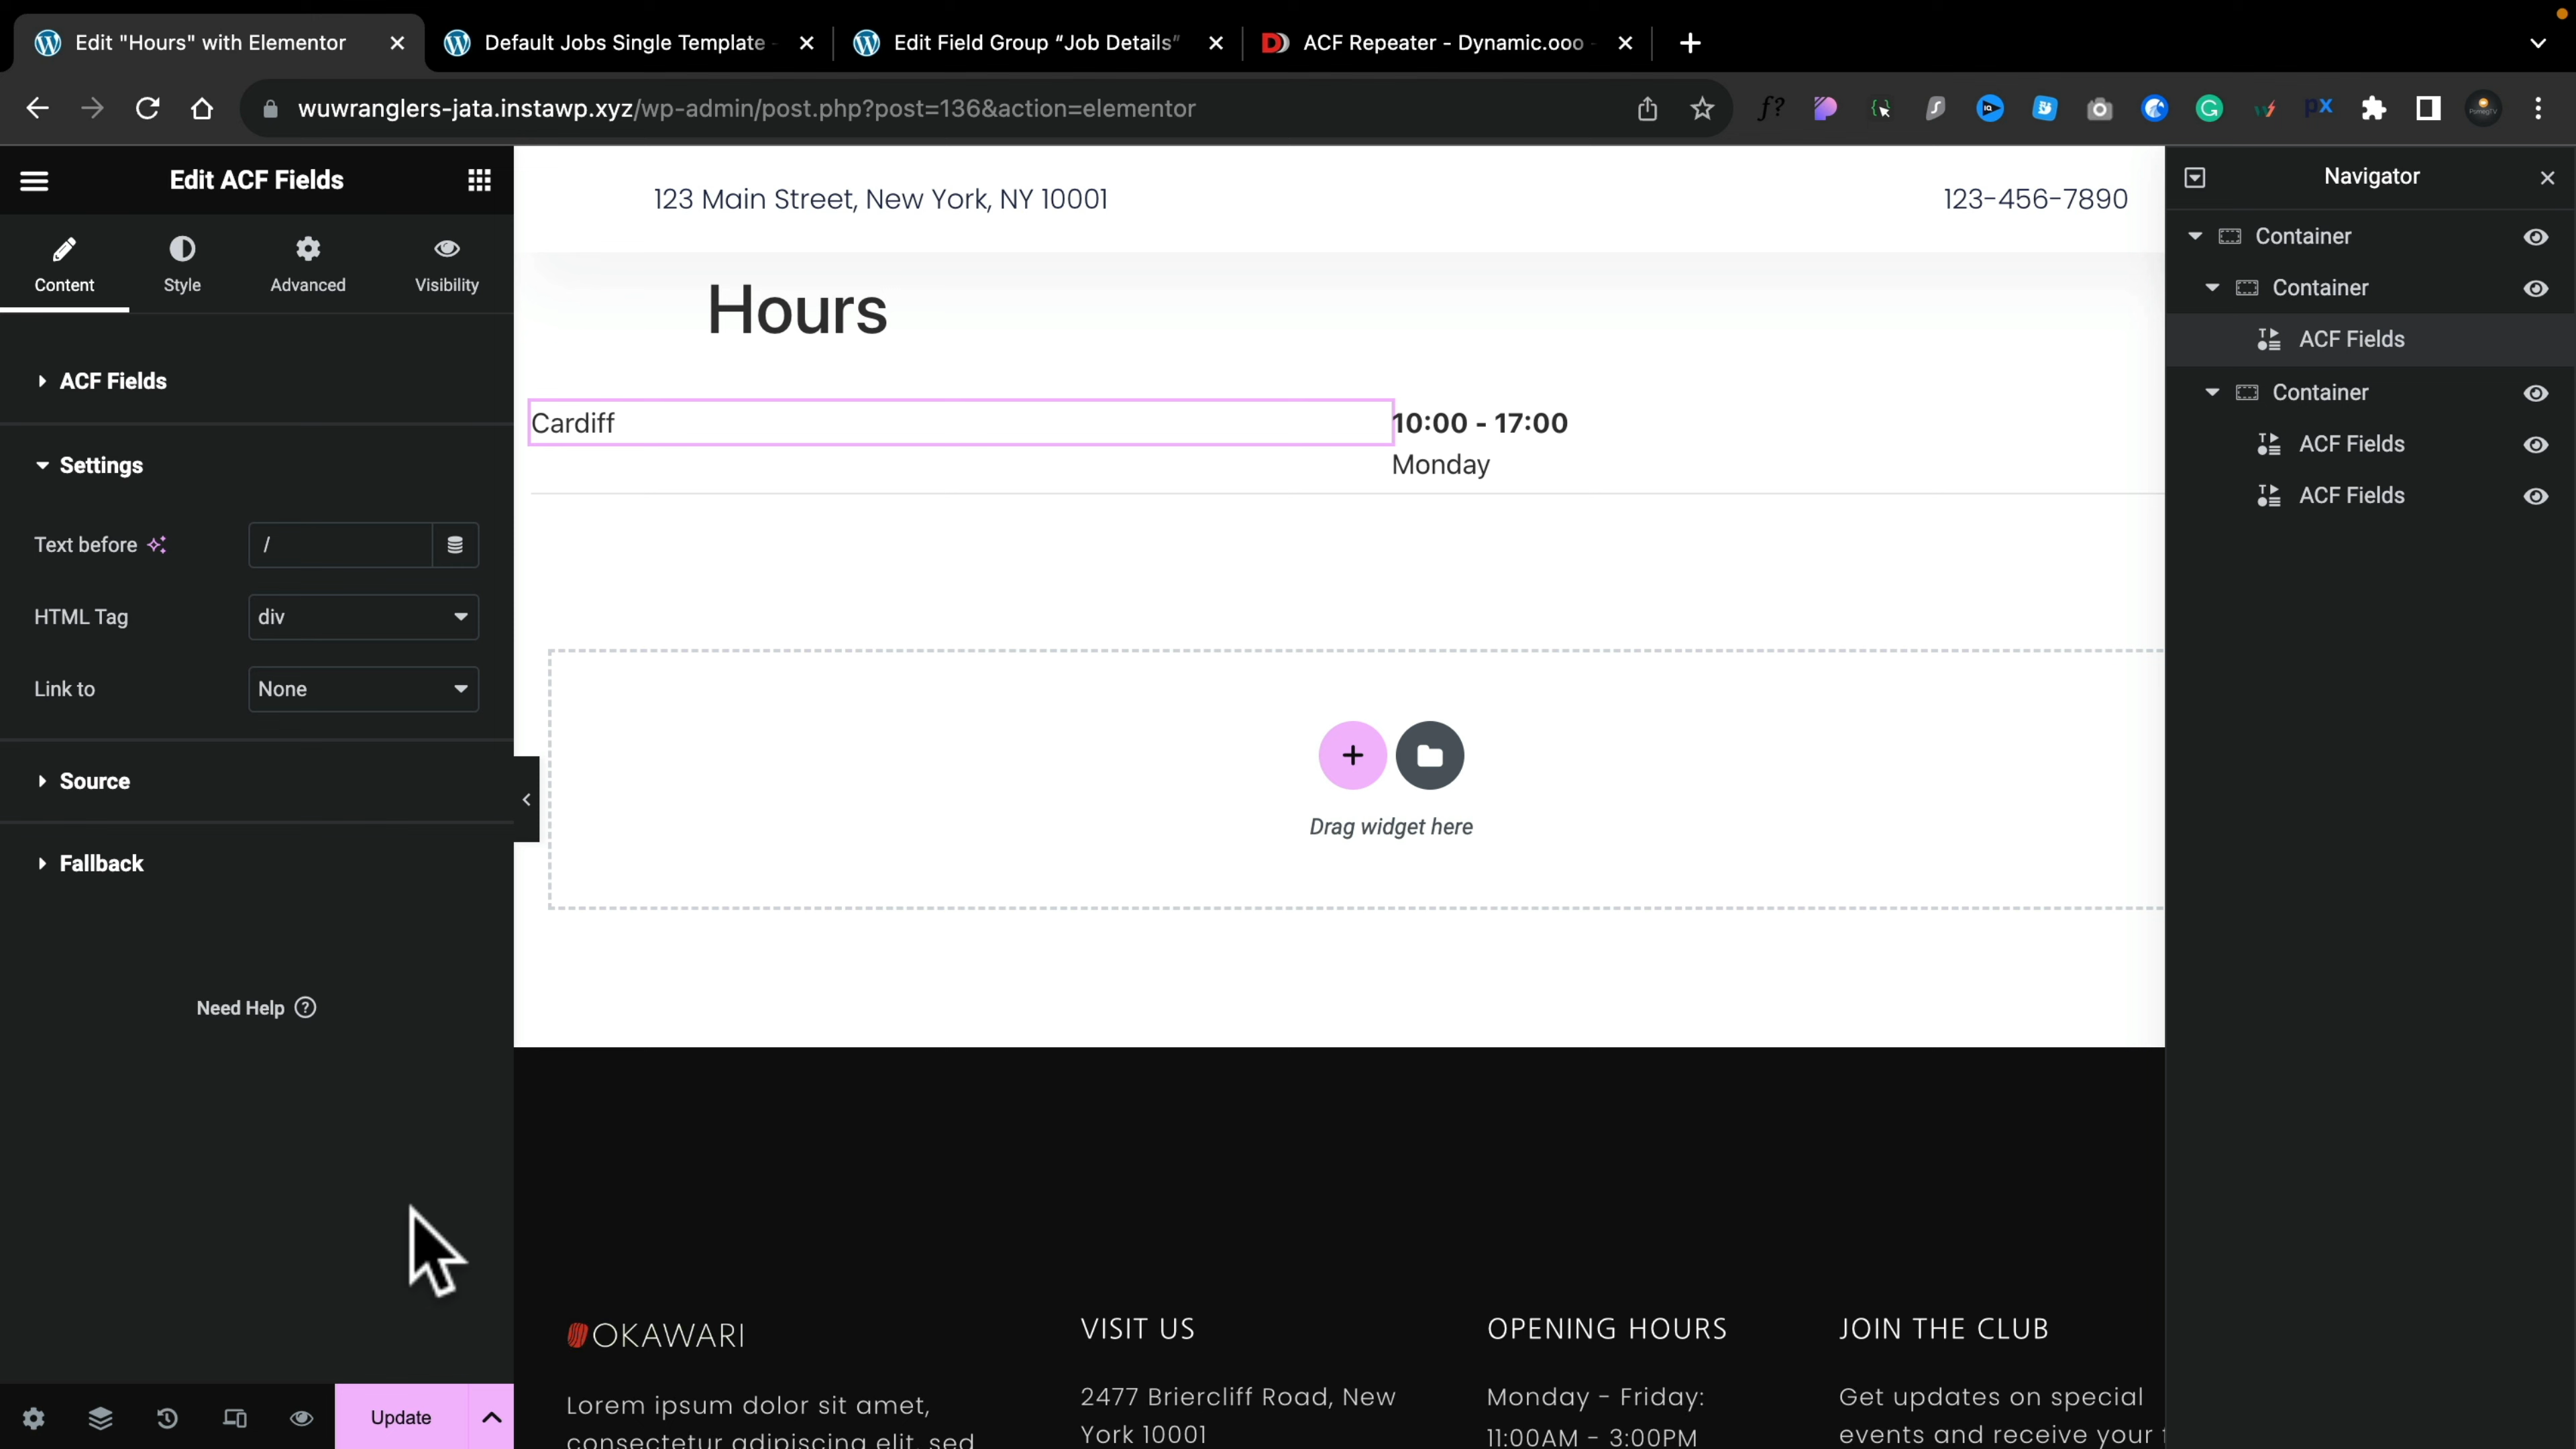 Edit "Hours" with Elementor
Default Jobs Single Template -
Edit Field Group “Job Details”
ACF Repeater - Dynamic.ooo -
wuwranglers-jata.instawp.xyz/wp-admin/post.php?post=136&action=elementor
Edit ACF Fields
Content
Style
Advanced
Visibility
ACF Fields
Settings
Text before
/
HTML Tag
div
Link to
None
Source
Fallback
Need Help
Update
123 Main Street, New York, NY 10001
123-456-7890
Hours
Cardiff
10:00 - 17:00
Monday
Drag widget here
OKAWARI
Lorem ipsum dolor sit amet,
consectetur adipiscing elit, sed
VISIT US
2477 Briercliff Road, New
York 10001
OPENING HOURS
Monday - Friday:
11:00AM - 3:00PM
JOIN THE CLUB
Get updates on special
events and receive your
Navigator
Container
Container
ACF Fields
Container
ACF Fields
ACF Fields